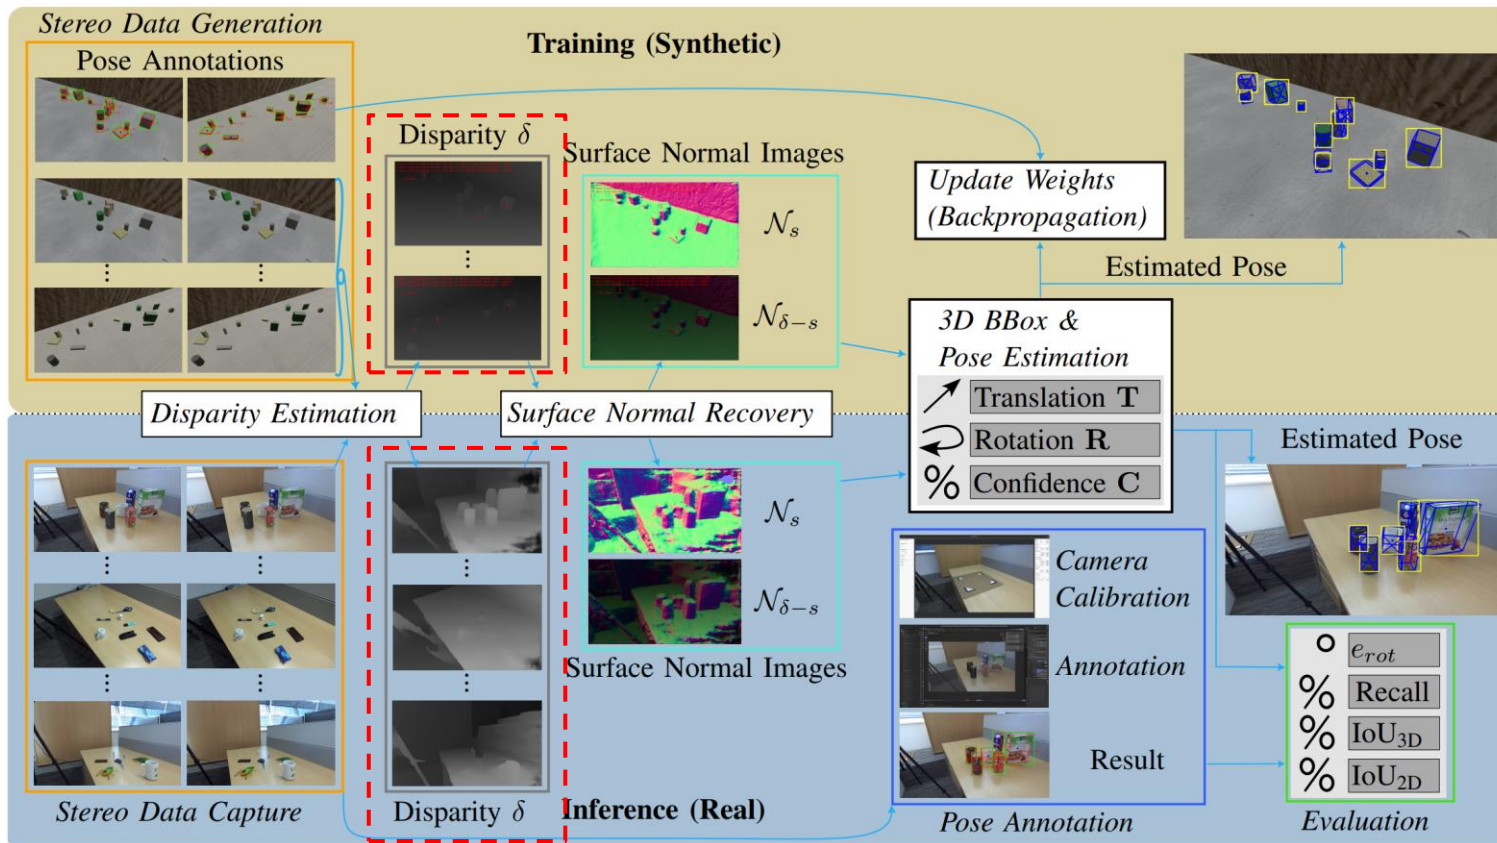 Stereo Data Generation
Training (Synthetic)
Pose Annotations
Disparity δ
Surface Normal Images
𝒩s
𝒩δ−s
Update Weights
(Backpropagation)
Estimated Pose
3D BBox &
Pose Estimation
Translation T
Rotation R
% Confidence C
Disparity Estimation
Surface Normal Recovery
Estimated Pose
𝒩s
𝒩δ−s
Surface Normal Images
Camera
Calibration
Annotation
Result
e_rot
% Recall
% IoU3D
% IoU2D
Stereo Data Capture
Disparity δ
Inference (Real)
Pose Annotation
Evaluation